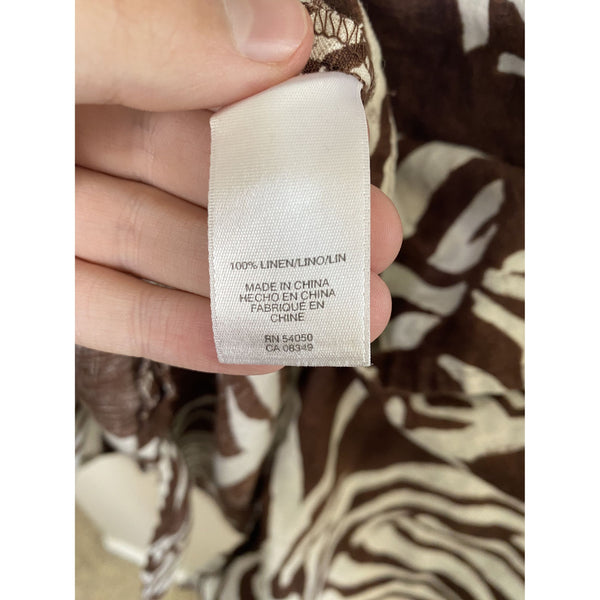 100% LINEN/LINO/LIN
MADE IN CHINA
HECHO EN CHINA
FABRIQUÉ EN
CHINE
RN 54050
CA 08349